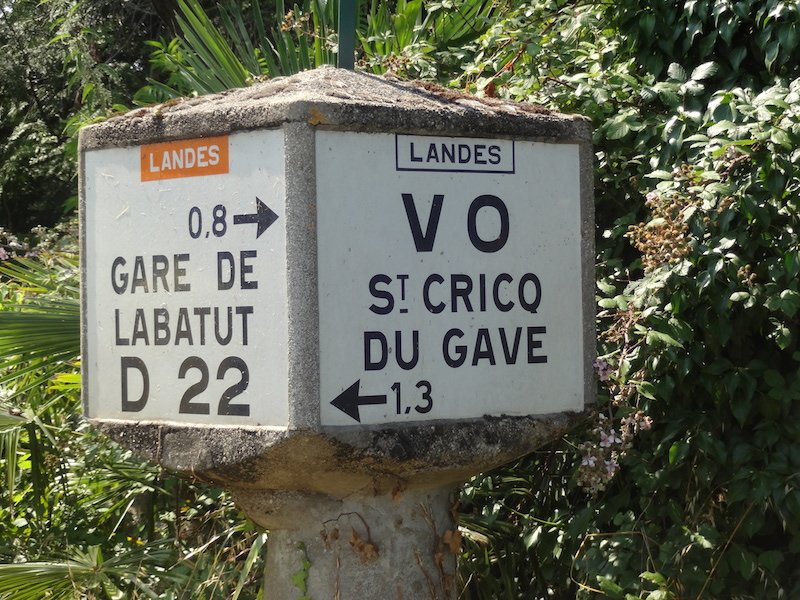 LANDES
0,8 →
GARE DE
LABATUT
D 22
LANDES
V O
ST CRICQ
DU GAVE
← 1,3